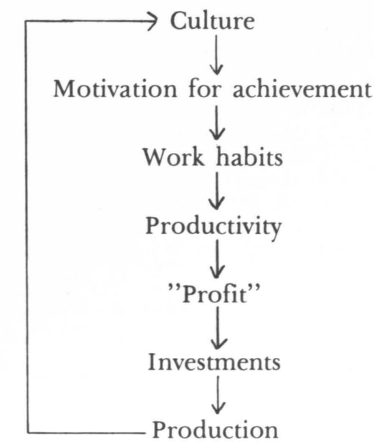 Culture
Motivation for achievement
Work habits
Productivity
”Profit”
Investments
Production